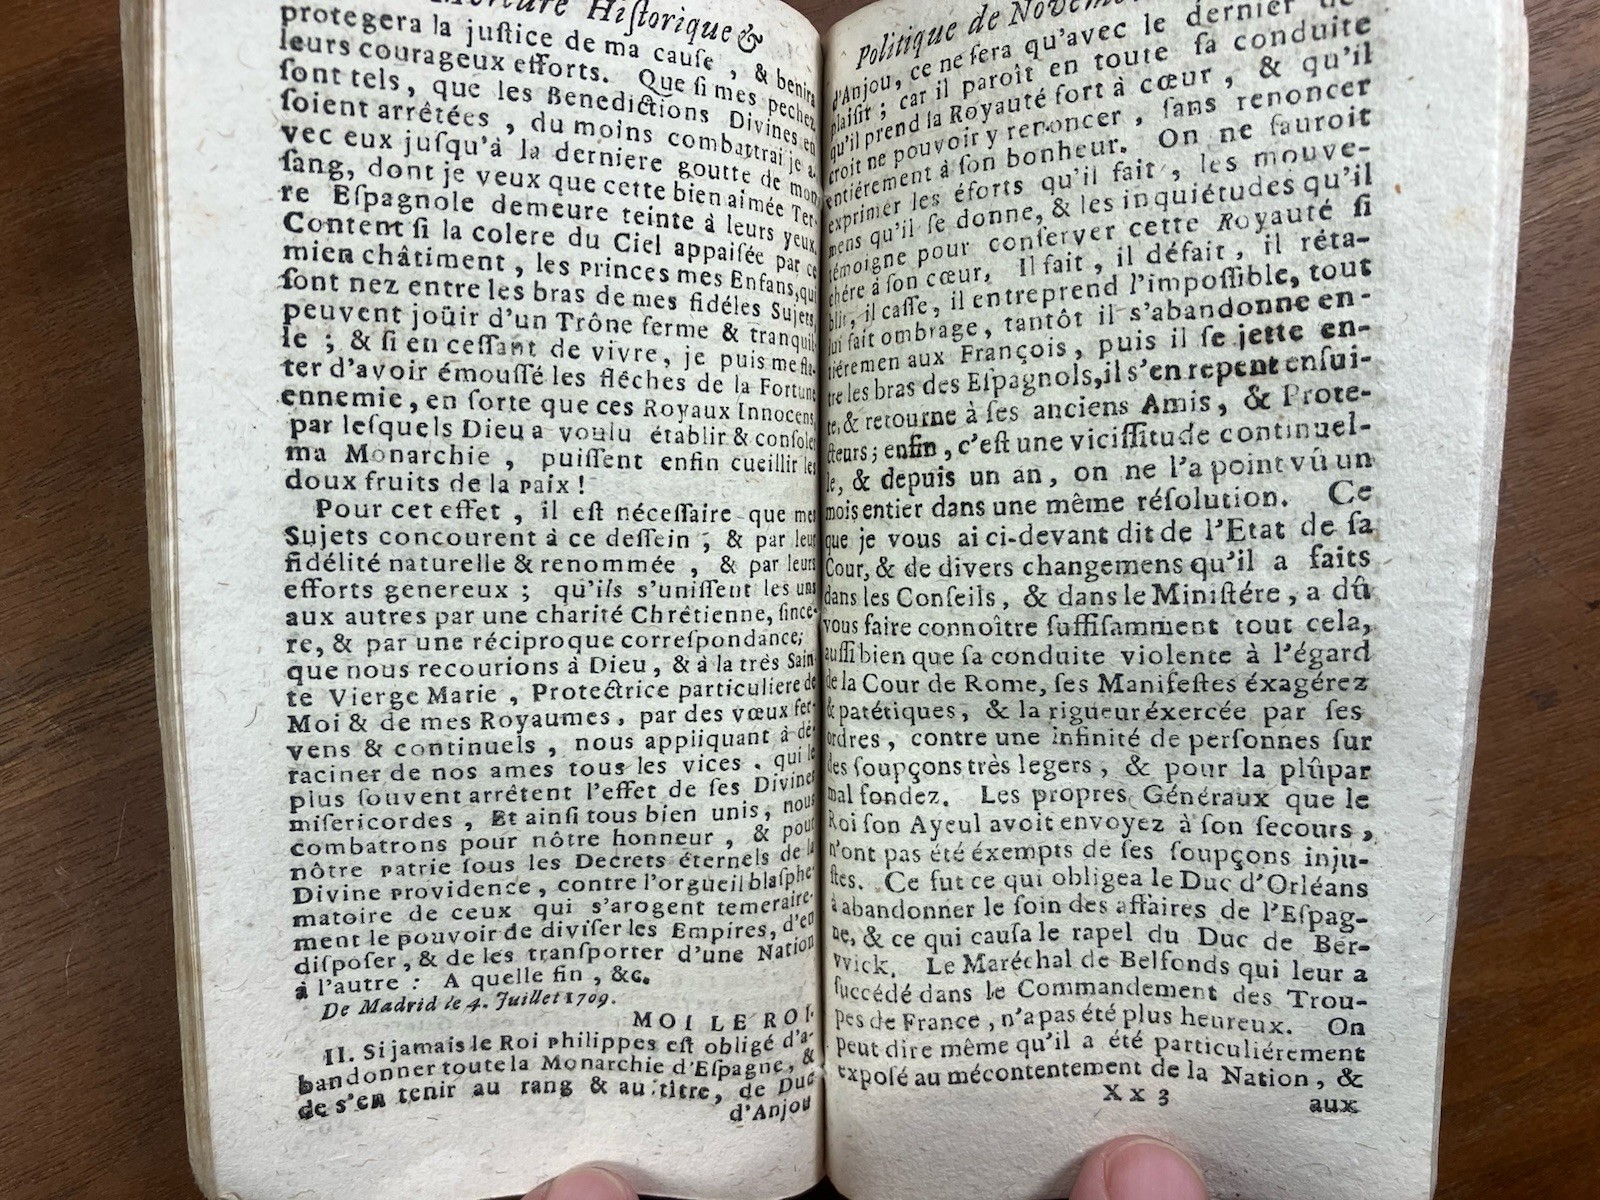 Mercure Hiſtorique &
protegera la juſtice de ma cauſe, & benira
leurs courageux efforts. Que ſi mes pechez
ſont tels, que les Benedictions Divines en
ſoient arrêtées, du moins combattrai je a-
vec eux juſqu'à la derniere goutte de mon
ſang, dont je veux que cette bien aimée Ter-
re Eſpagnole demeure teinte à leurs yeux,
Content ſi la colere du Ciel appaiſée par ce
mien châtiment, les Princes mes Enfans, qui
ſont nez entre les bras de mes fidéles Sujets,
peuvent joüir d'un Trône ferme & tranquil-
le; & ſi en ceſſant de vivre, je puis me fla-
ter d'avoir émouſſé les fléches de la Fortune
ennemie, en ſorte que ces Royaux Innocens,
par leſquels Dieu a voulu établir & conſoler
ma Monarchie, puiſſent enfin cueillir les
doux fruits de la Paix!
Pour cet effet, il eſt néceſſaire que mes
Sujets concourent à ce deſſein; & par leur
fidélité naturelle & renommée, & par leurs
efforts genereux; qu'ils s'uniſſent les uns
aux autres par une charité Chrêtienne, ſince-
re, & par une réciproque correſpondance;
que nous recourions à Dieu, & à la très Sain-
te Vierge Marie, Protectrice particuliere de
Moi & de mes Royaumes, par des vœux fer-
vens & continuels, nous appliquant à dé-
raciner de nos ames tous les vices, qui le
plus ſouvent arrêtent l'effet de ſes Divines
miſericordes, Et ainſi tous bien unis, nous
combatrons pour nôtre honneur, & pour
nôtre Patrie ſous les Decrets éternels de la
Divine Providence, contre l'orgueil blaſphe-
matoire de ceux qui s'arogent temeraire-
ment le pouvoir de diviſer les Empires, d'en
diſpoſer, & de les tranſporter d'une Nation
à l'autre: A quelle fin, &c.
De Madrid le 4. Juillet 1709.
MOI LE ROI.
II. Si jamais le Roi Philippes eſt obligé d'a-
bandonner toute la Monarchie d'Eſpagne, &
de s'en tenir au rang & au titre, de Duc
d'Anjou
Politique de Novem
d'Anjou, ce ne ſera qu'avec le dernier de-
plaiſir; car il paroît en toute ſa conduite
qu'il prend la Royauté fort à cœur, & qu'il
croit ne pouvoir y renoncer, ſans renoncer
entiérement à ſon bonheur. On ne ſauroit
exprimer les éforts qu'il fait, les mouve-
mens qu'il ſe donne, & les inquiétudes qu'il
témoigne pour conſerver cette Royauté ſi
chére à ſon cœur, Il fait, il défait, il réta-
blit, il caſſe, il entreprend l'impoſſible, tout
lui fait ombrage, tantôt il s'abandonne en-
tiéremen aux François, puis il ſe jette en-
tre les bras des Eſpagnols, il s'en repent enſui-
te, & retourne à ſes anciens Amis, & Prote-
cteurs; enfin, c'eſt une viciſſitude continuel-
le, & depuis un an, on ne l'a point vû un
mois entier dans une même réſolution. Ce
que je vous ai ci-devant dit de l'Etat de ſa
Cour, & de divers changemens qu'il a faits
dans les Conſeils, & dans le Miniſtére, a dû
vous faire connoître ſuffiſamment tout cela,
auſſi bien que ſa conduite violente à l'égard
de la Cour de Rome, ſes Manifeſtes éxagérez
& patétiques, & la rigueur éxercée par ſes
ordres, contre une infinité de perſonnes ſur
des ſoupçons très legers, & pour la plûpar
mal fondez. Les propres Généraux que le
Roi ſon Ayeul avoit envoyez à ſon ſecours,
n'ont pas été éxempts de ſes ſoupçons inju-
ſtes. Ce fut ce qui obligea le Duc d'Orléans
à abandonner le ſoin des affaires de l'Eſpag-
ne, & ce qui cauſa le rapel du Duc de Ber-
vvick. Le Maréchal de Belfonds qui leur a
ſuccédé dans le Commandement des Trou-
pes de France, n'a pas été plus heureux. On
peut dire même qu'il a été particuliérement
expoſé au mécontentement de la Nation, &
Xx 3
aux